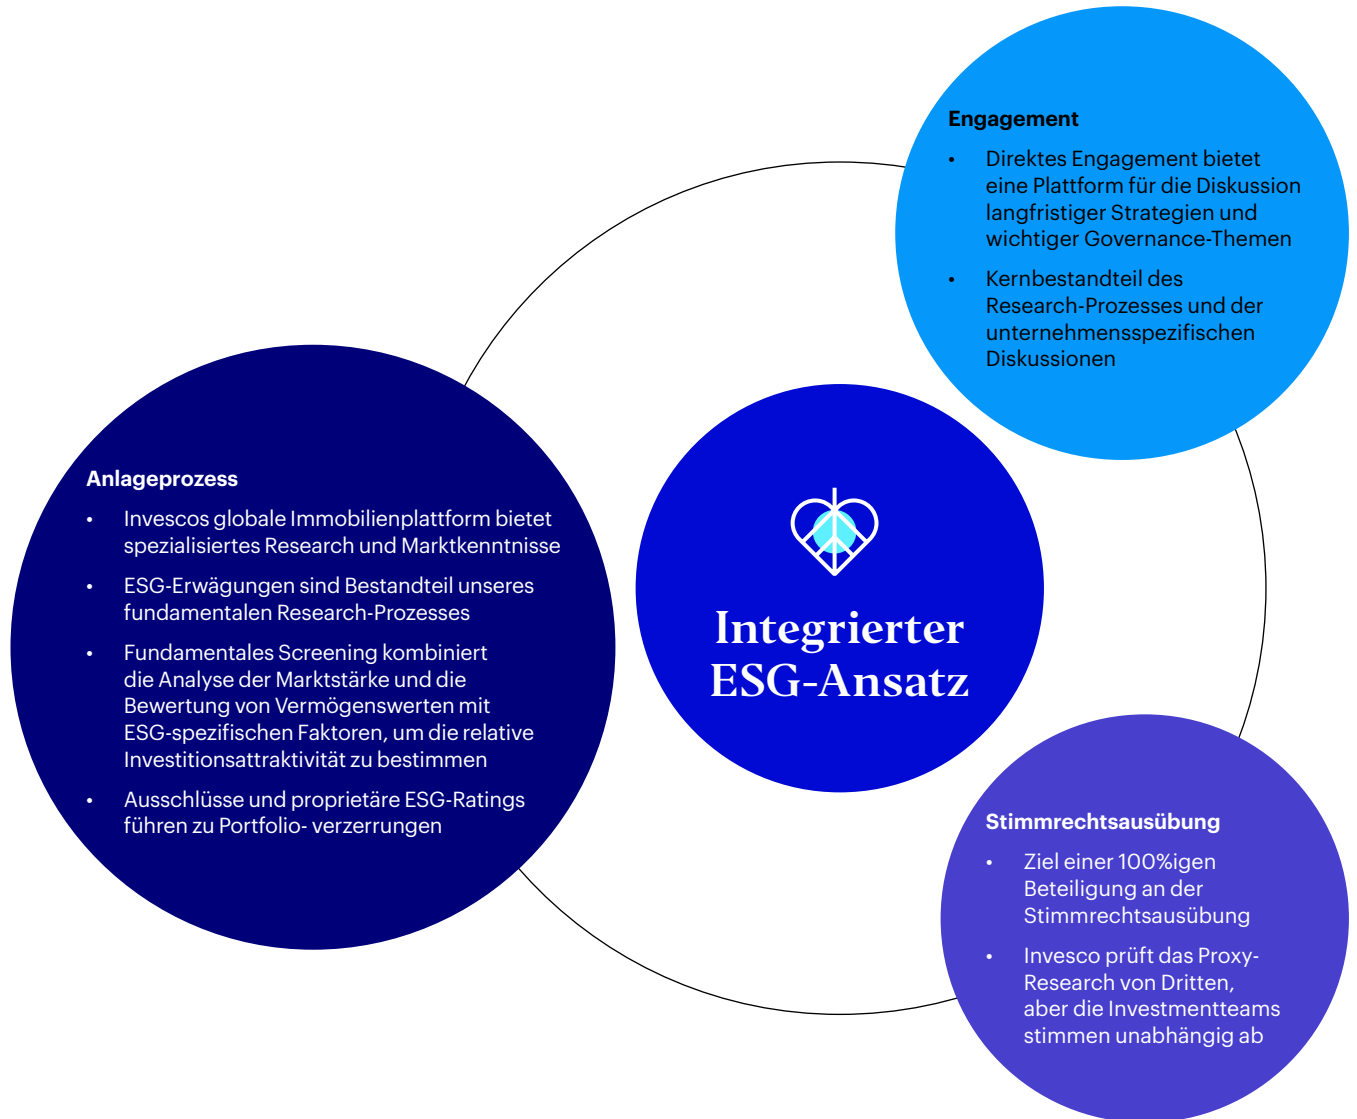 Engagement
• Direktes Engagement bietet
eine Plattform für die Diskussion
langfristiger Strategien und
wichtiger Governance-Themen
• Kernbestandteil des
Research-Prozesses und der
unternehmensspezifischen
Diskussionen
Anlageprozess
• Invescos globale Immobilienplattform bietet
spezialisiertes Research und Marktkenntnisse
• ESG-Erwägungen sind Bestandteil unseres
fundamentalen Research-Prozesses
• Fundamentales Screening kombiniert
die Analyse der Marktstärke und die
Bewertung von Vermögenswerten mit
ESG-spezifischen Faktoren, um die relative
Investitionsattraktivität zu bestimmen
• Ausschlüsse und proprietäre ESG-Ratings
führen zu Portfolio- verzerrungen
Integrierter
ESG-Ansatz
Stimmrechtsausübung
• Ziel einer 100%igen
Beteiligung an der
Stimmrechtsausübung
• Invesco prüft das Proxy-
Research von Dritten,
aber die Investmentteams
stimmen unabhängig ab